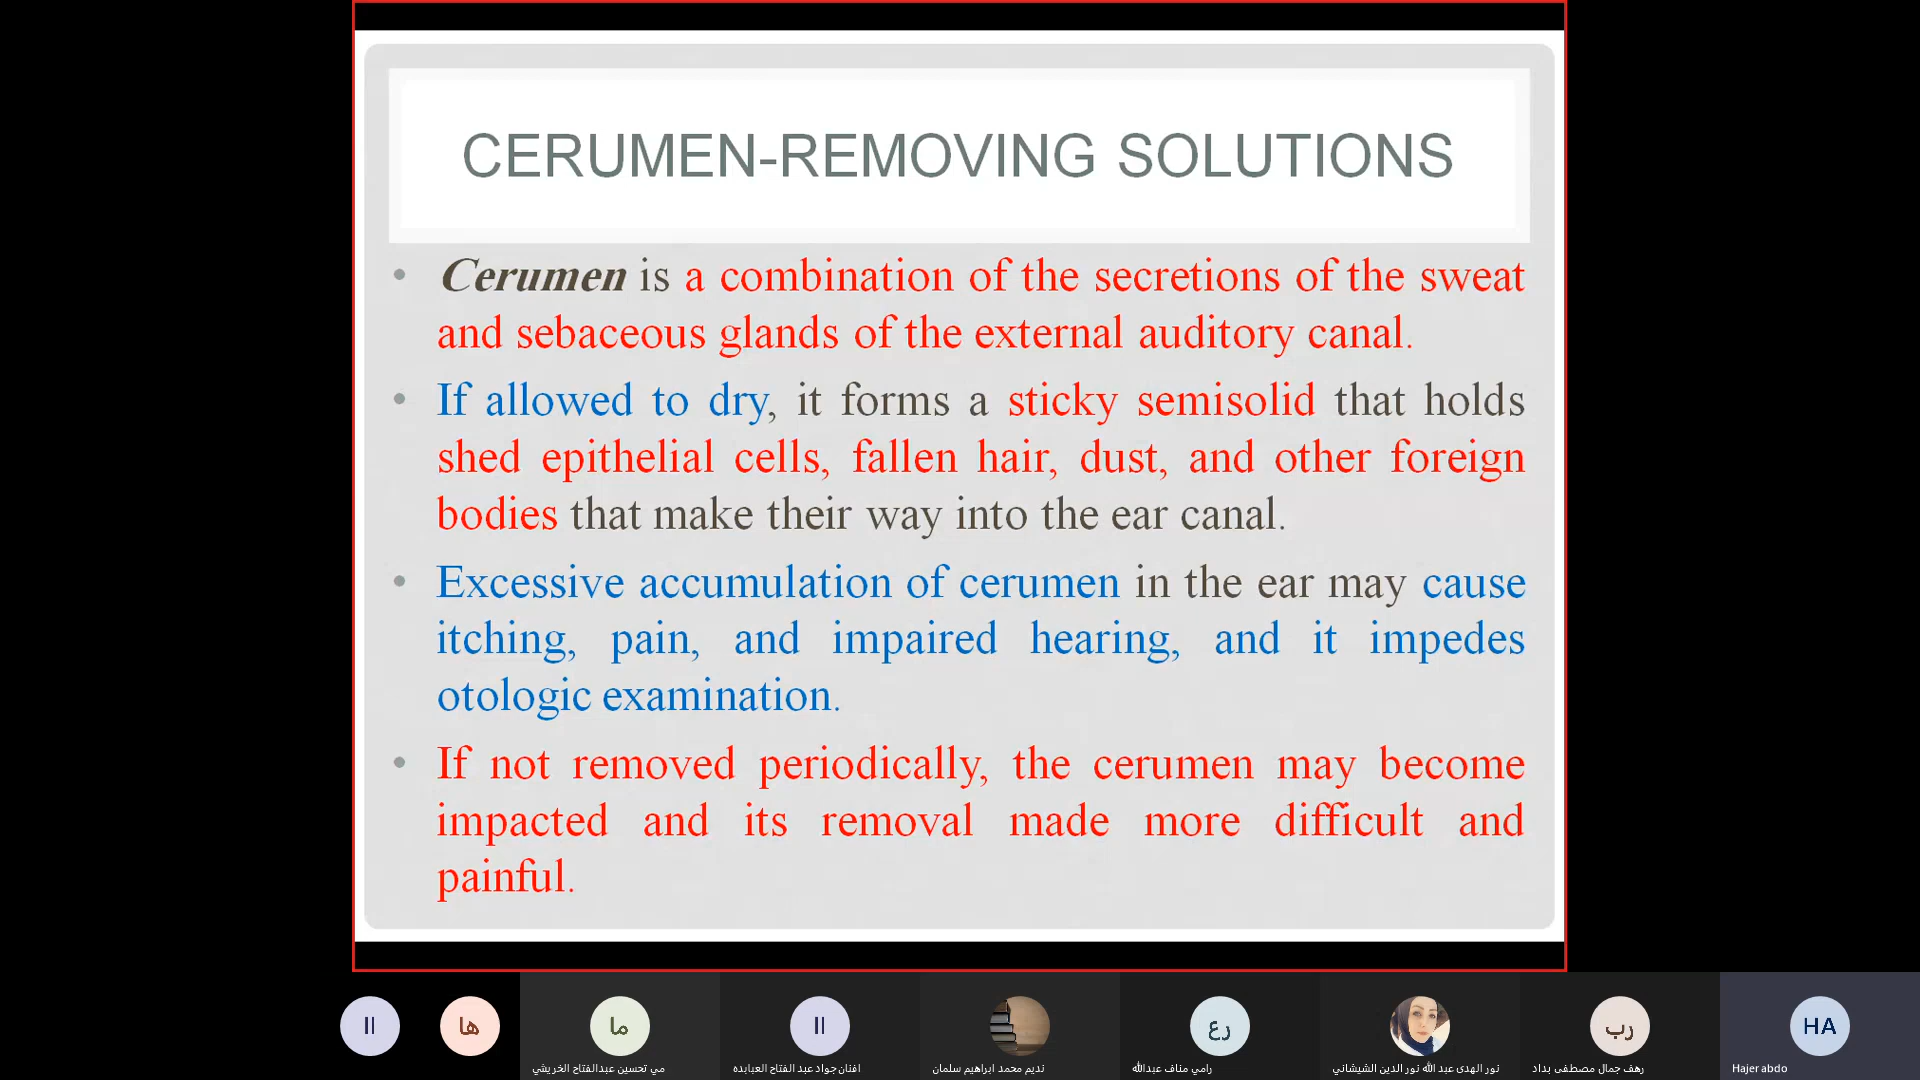 CERUMEN-REMOVING SOLUTIONS
• Cerumen is a combination of the secretions of the sweat
and sebaceous glands of the external auditory canal.
• If allowed to dry, it forms a sticky semisolid that holds
shed epithelial cells, fallen hair, dust, and other foreign
bodies that make their way into the ear canal.
• Excessive accumulation of cerumen in the ear may cause
itching, pain, and impaired hearing, and it impedes
otologic examination.
• If not removed periodically, the cerumen may become
impacted and its removal made more difficult and
painful.
اا
ها
ما
اا
رع
رب
HA
مي تحسين عبدالفتاح الخريشي
افنان جواد عبد الفتاح العبابده
نديم محمد ابراهيم سلمان
رامي مناف عبدالله
نور الهدى عبد الله نور الدين الشيشاني
رهف جمال مصطفى بداد
Hajer abdo